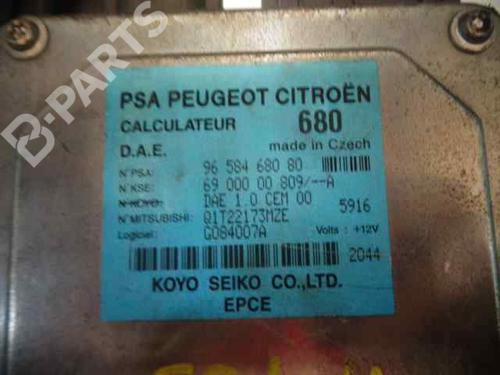 PSA PEUGEOT CITROËN
CALCULATEUR 680
D.A.E. made in Czech
N°PSA: 96 584 680 80
N°KSE: 69 000 00 809/--A
N°KOYO: DAE 1.0 CEM 00 5916
N°MITSUBISHI: Q1T22173MZE
Logiciel: G084007A Volts : +12V
2044
KOYO SEIKO CO.,LTD.
EPCE
B-PARTS